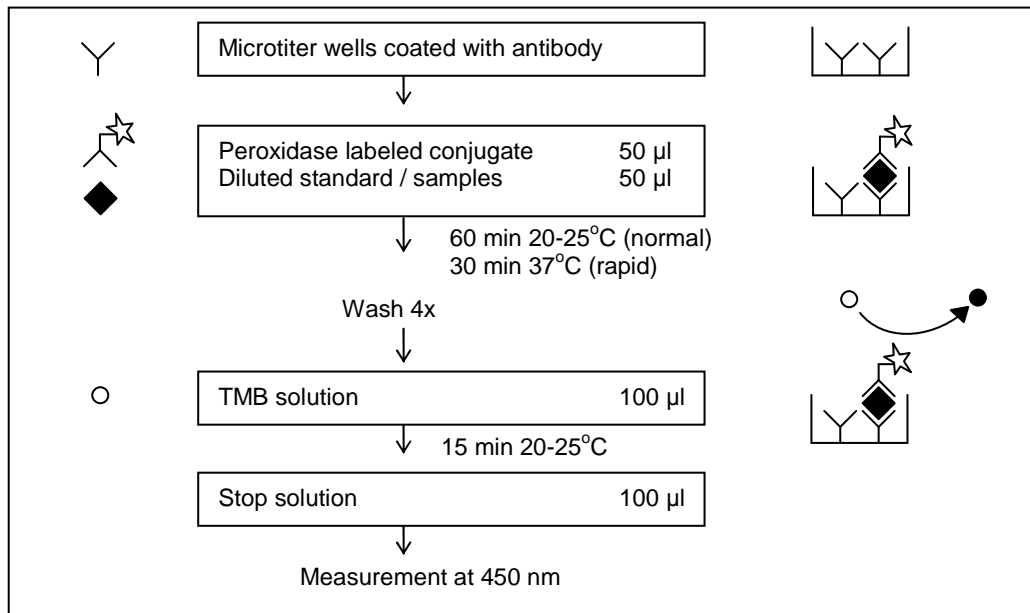 Microtiter wells coated with antibody
Peroxidase labeled conjugate 50 µl
Diluted standard / samples 50 µl
60 min 20-25°C (normal)
30 min 37°C (rapid)
Wash 4x
TMB solution 100 µl
15 min 20-25°C
Stop solution 100 µl
Measurement at 450 nm